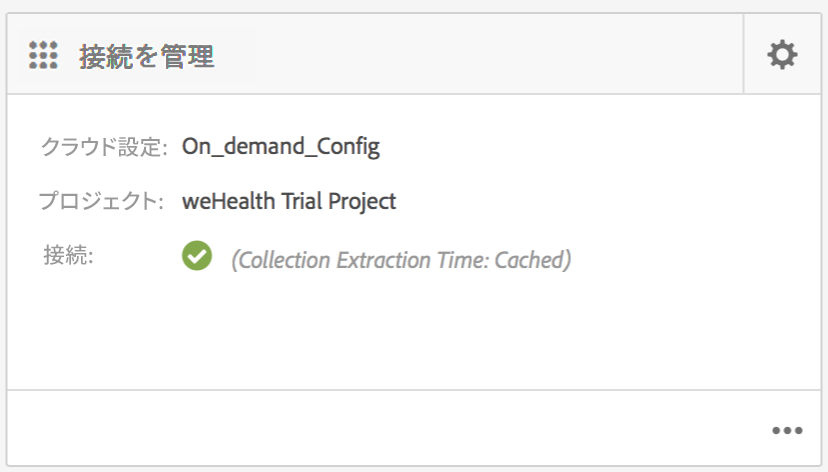 接続を管理
クラウド設定: On_demand_Config
プロジェクト: weHealth Trial Project
接続: (Collection Extraction Time: Cached)